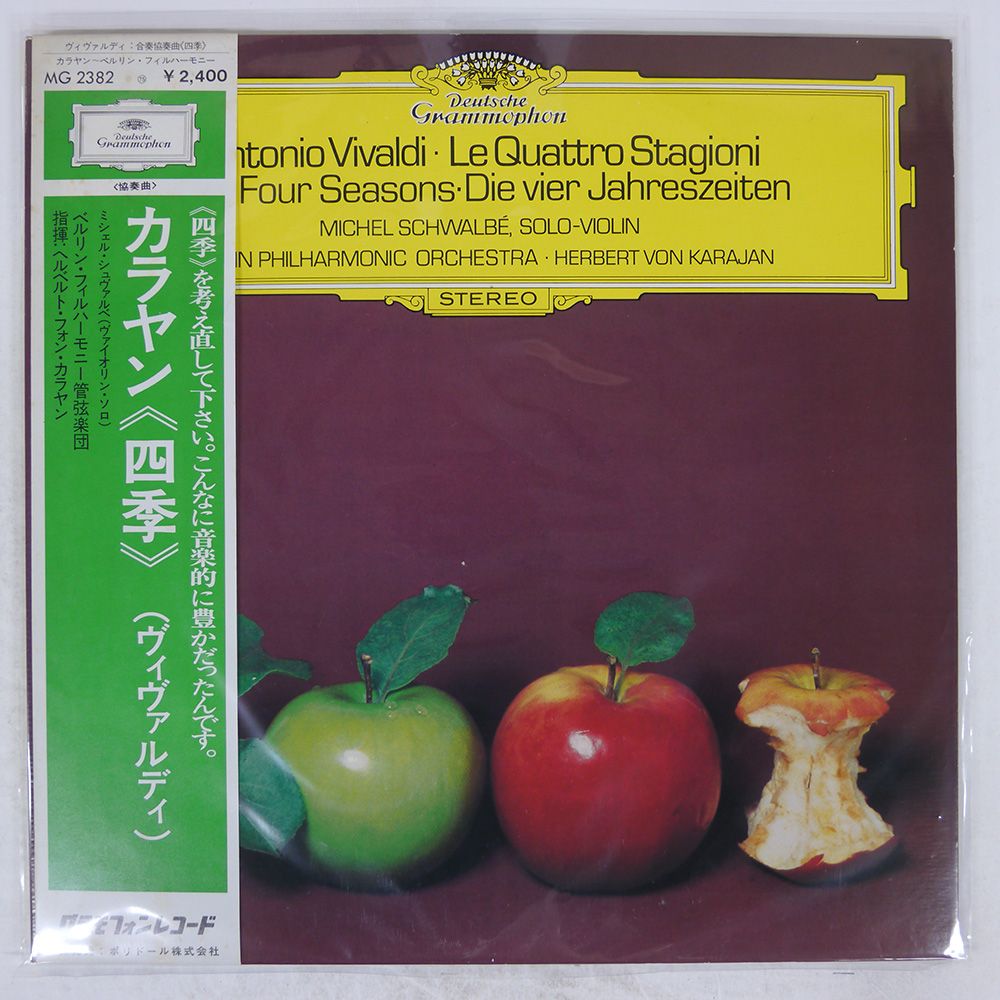 ヴィヴァルディ:合奏協奏曲《四季》
カラヤン〜ベルリン・フィルハーモニー
MG 2382 ¥2,400
Deutsche
Grammophon
〈協奏曲〉
《四季》を考え直して下さい。こんなに音楽的に豊かだったんです。
カラヤン《四季》(ヴィヴァルディ)
ミシェル・シュヴァルベ(ヴァイオリン・ソロ)
ベルリン・フィルハーモニー管弦楽団
指揮:ヘルベルト・フォン・カラヤン
グラモフォンレコード
ポリドール株式会社
Deutsche
Grammophon
ntonio Vivaldi · Le Quattro Stagioni
Four Seasons · Die vier Jahreszeiten
MICHEL SCHWALBÉ, SOLO-VIOLIN
IN PHILHARMONIC ORCHESTRA · HERBERT VON KARAJAN
STEREO